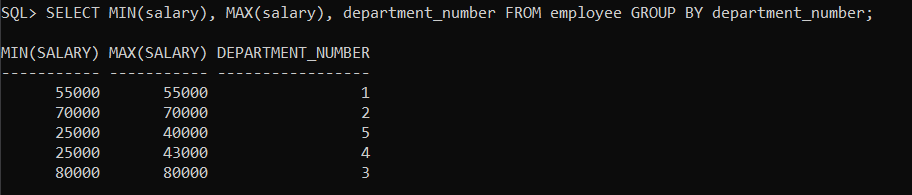 SQL> SELECT MIN(salary), MAX(salary), department_number FROM employee GROUP BY department_number;
MIN(SALARY) MAX(SALARY) DEPARTMENT_NUMBER
----------- ----------- -----------------
      55000       55000                 1
      70000       70000                 2
      25000       40000                 5
      25000       43000                 4
      80000       80000                 3